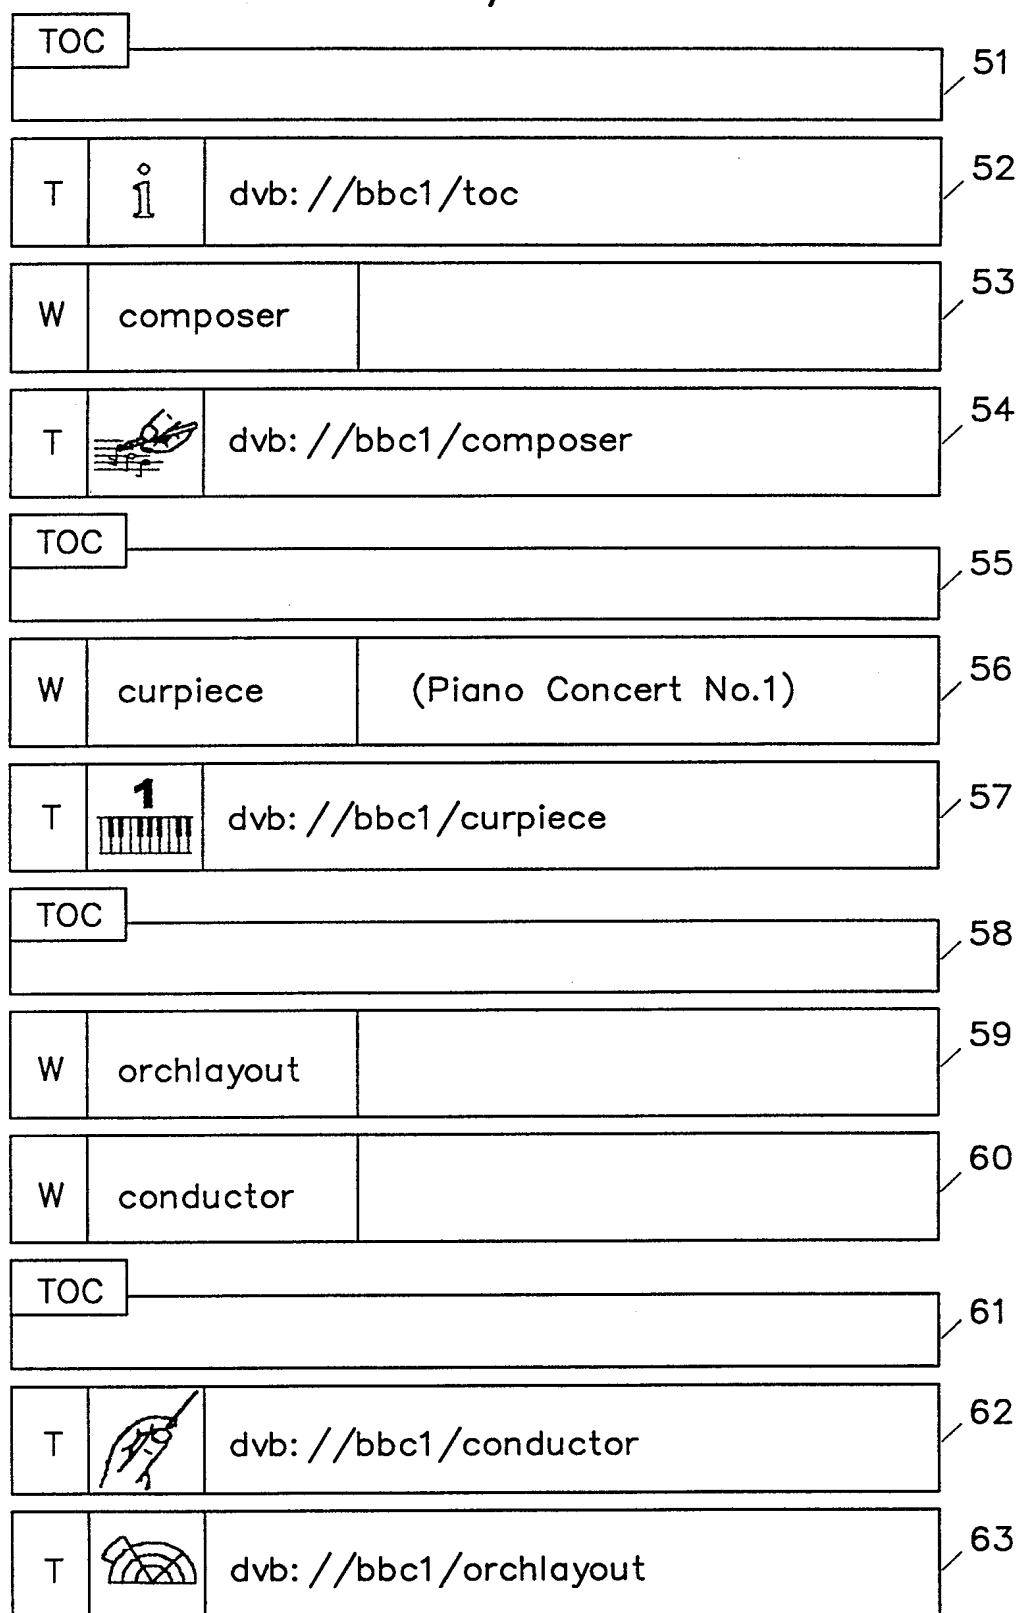 TOC
51
T i dvb://bbc1/toc 52
W composer 53
T dvb://bbc1/composer 54
TOC
55
W curpiece (Piano Concert No.1) 56
T 1 dvb://bbc1/curpiece 57
TOC
58
W orchlayout 59
W conductor 60
TOC
61
T dvb://bbc1/conductor 62
T dvb://bbc1/orchlayout 63